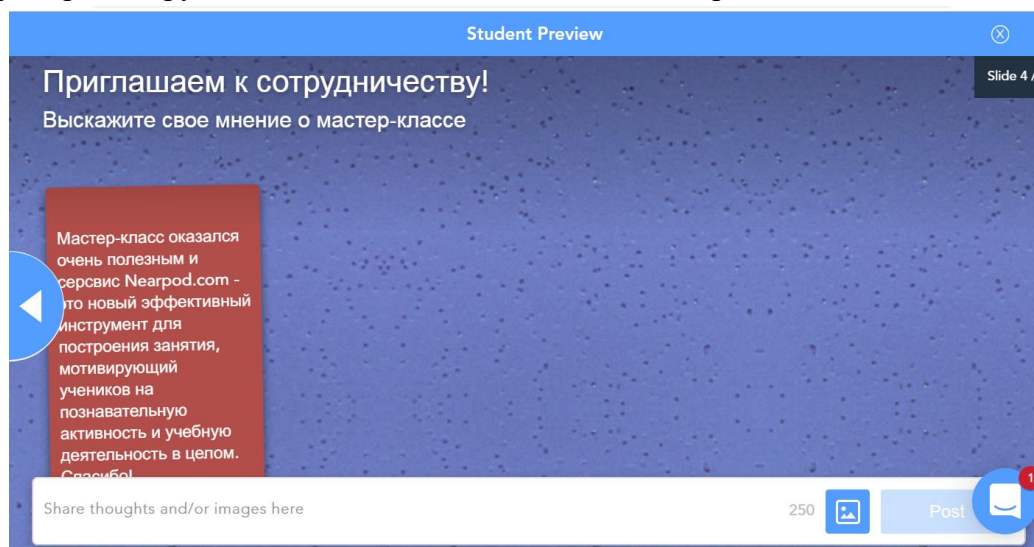 Student Preview
Приглашаем к сотрудничеству!
Slide 4 /
Выскажите свое мнение о мастер-классе
Мастер-класс оказался
очень полезным и
серсвис Nearpod.com -
это новый эффективный
инструмент для
построения занятия,
мотивирующий
учеников на
познавательную
активность и учебную
деятельность в целом.
Спасибо!
Share thoughts and/or images here
250
Post
1